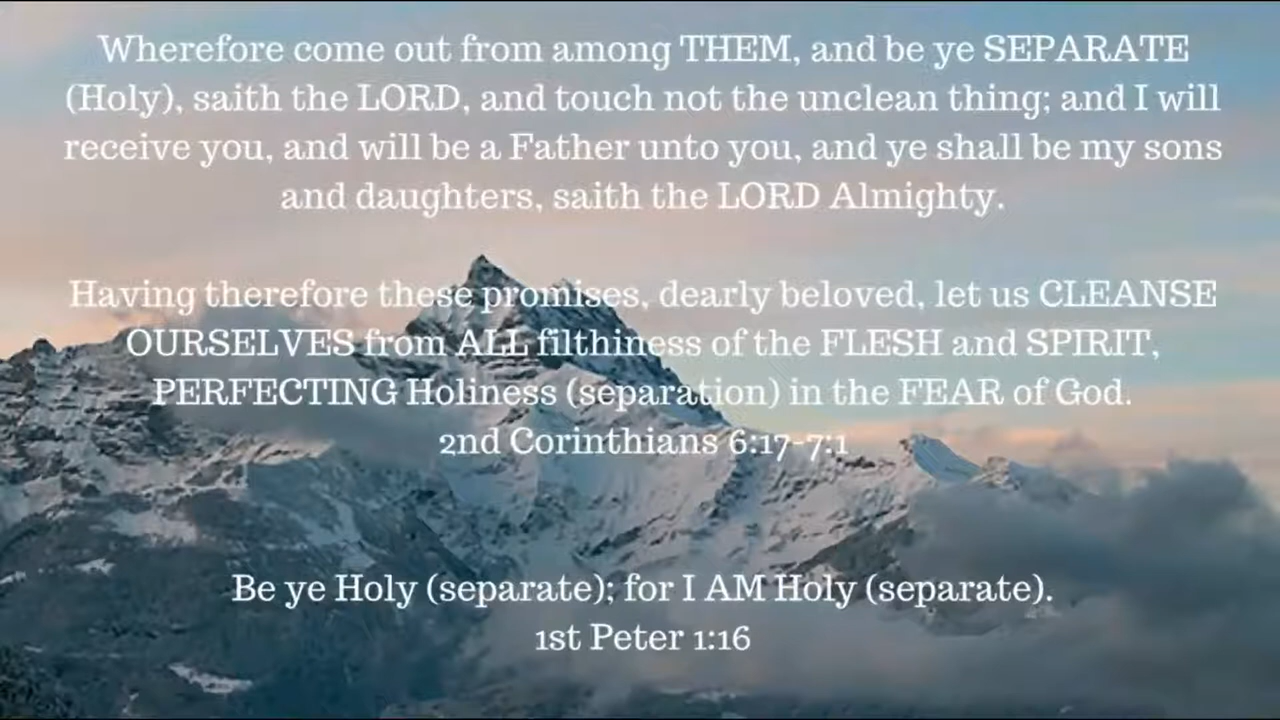 Wherefore come out from among THEM, and be ye SEPARATE
(Holy), saith the LORD, and touch not the unclean thing; and I will
receive you, and will be a Father unto you, and ye shall be my sons
and daughters, saith the LORD Almighty.
Having therefore these promises, dearly beloved, let us CLEANSE
OURSELVES from ALL filthiness of the FLESH and SPIRIT,
PERFECTING Holiness (separation) in the FEAR of God.
2nd Corinthians 6:17-7:1
Be ye Holy (separate); for I AM Holy (separate).
1st Peter 1:16